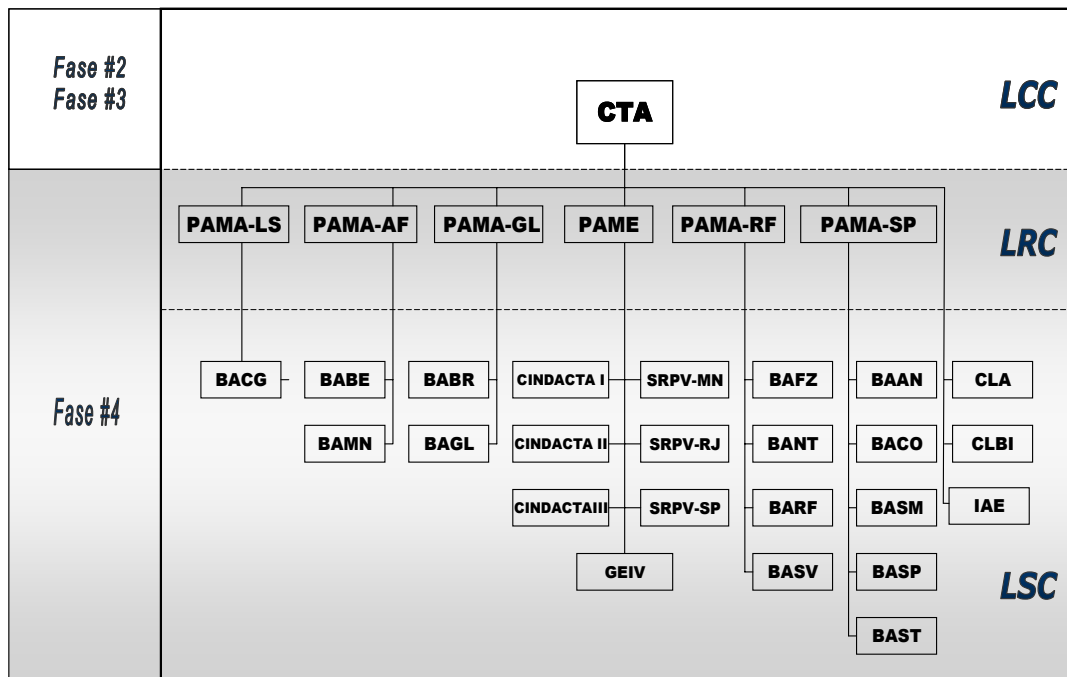 Fase #2
Fase #3
LCC
CTA
PAMA-LS
PAMA-AF
PAMA-GL
PAME
PAMA-RF
PAMA-SP
LRC
Fase #4
BACG
BABE
BABR
CINDACTA I
SRPV-MN
BAFZ
BAAN
CLA
BAMN
BAGL
CINDACTA II
SRPV-RJ
BANT
BACO
CLBI
CINDACTAIII
SRPV-SP
BARF
BASM
IAE
GEIV
BASV
BASP
LSC
BAST